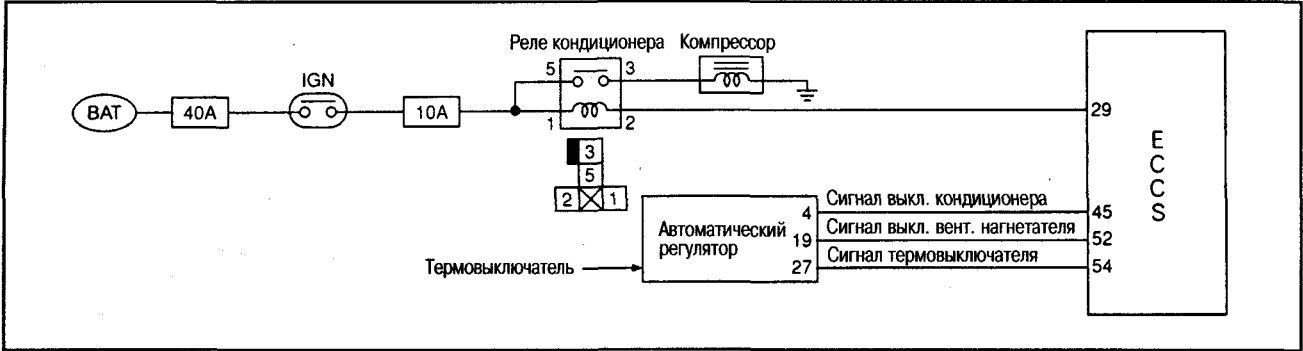 Реле кондиционера
Компрессор
IGN
5
3
BAT
40A
10A
1
2
29
3
5
2
1
E
C
C
S
Автоматический
регулятор
4
Сигнал выкл. кондиционера
45
19
Сигнал выкл. вент. нагнетателя
52
27
Сигнал термовыключателя
54
Термовыключатель